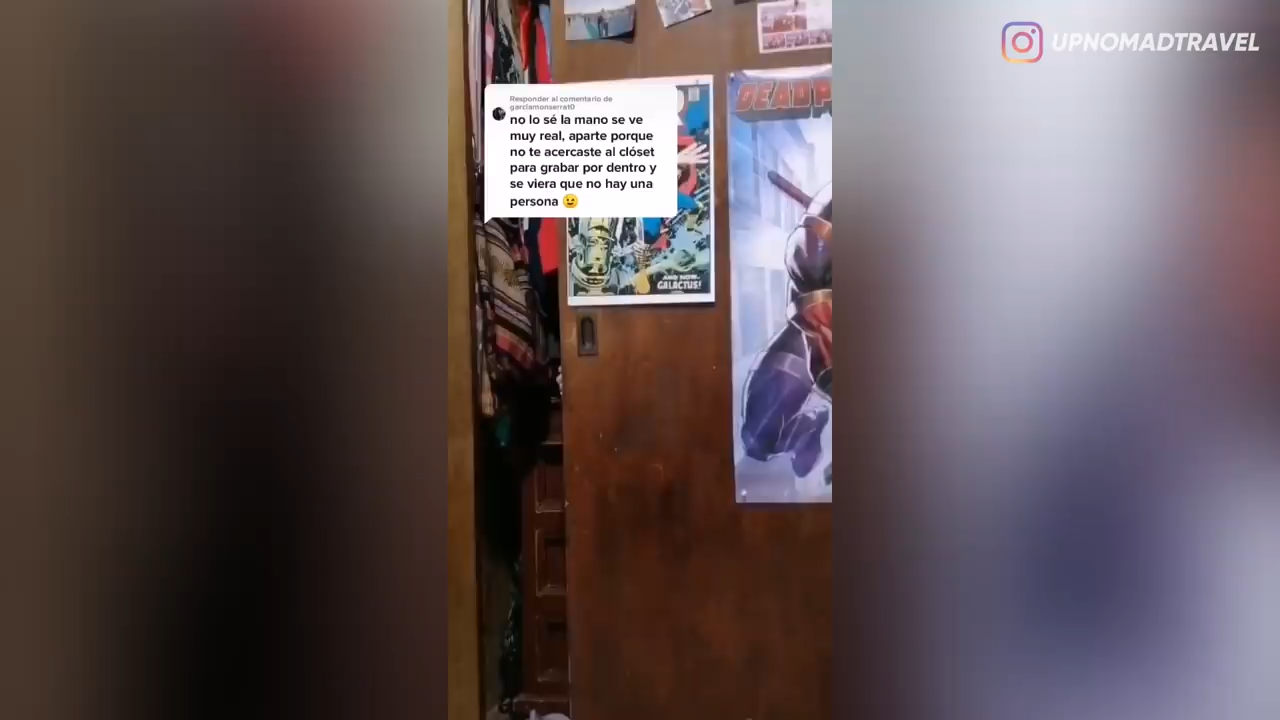 UPNOMADTRAVEL
Responder al comentario de
garciamonserrat0
no lo sé la mano se ve
muy real, aparte porque
no te acercaste al clóset
para grabar por dentro y
se viera que no hay una
persona 😉
DEADP
AND NOW..
GALACTUS!